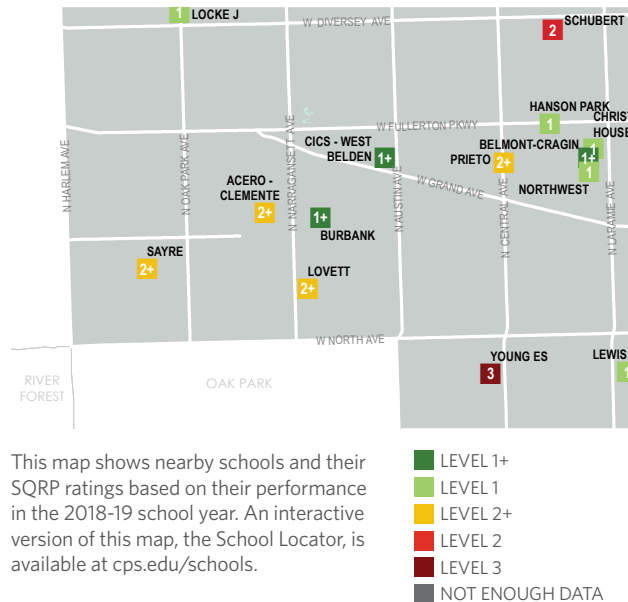 1
LOCKE J
W DIVERSEY AVE
2
SCHUBERT
HANSON PARK
1
CHRIST
HOUSE
W FULLERTON PKWY
CICS - WEST
BELDEN
1+
BELMONT-CRAGIN
PRIETO
2+
1
1+
1
NORTHWEST
W GRAND AVE
N HARLEM AVE
N OAK PARK AVE
N NARRAGANSETT AVE
N AUSTIN AVE
N CENTRAL AVE
N LARAMIE AVE
ACERO -
CLEMENTE
2+
1+
BURBANK
SAYRE
2+
LOVETT
2+
W NORTH AVE
YOUNG ES
3
LEWIS
1
RIVER
FOREST
OAK PARK
This map shows nearby schools and their
SQRP ratings based on their performance
in the 2018-19 school year. An interactive
version of this map, the School Locator, is
available at cps.edu/schools.
LEVEL 1+
LEVEL 1
LEVEL 2+
LEVEL 2
LEVEL 3
NOT ENOUGH DATA